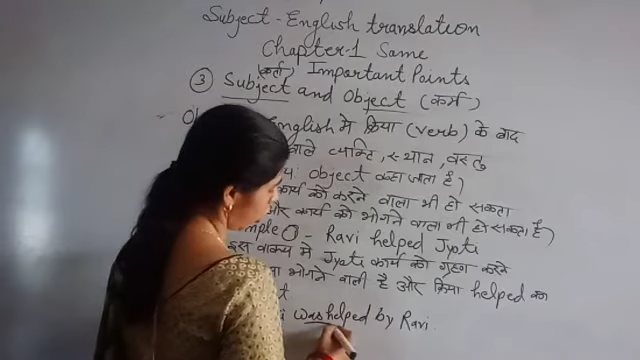 Subject - English translation
Chapter-1 Same
(कर्ता) Important Points
③ Subject and Object (कर्म)
English मे क्रिया (verb) के बाद
वाले व्यक्ति, स्थान, वस्तु
Object कहा जाता है।
कार्य को करने वाला भी हो सकता
और कार्य को भोगने वाला भी हो सकता है)
① - Ravi helped Jyoti
इस वाक्य मे Jyoti कार्य को ग्रहण करने
भोगने वाली है और क्रिया helped का
was helped by Ravi.